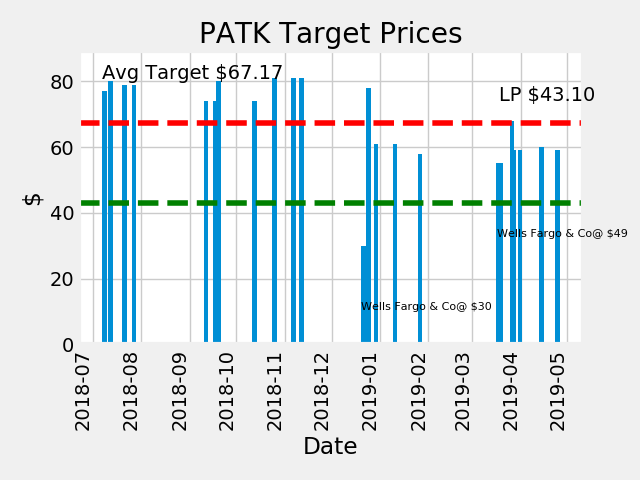 PATK Target Prices
Avg Target $67.17
LP $43.10
Wells Fargo & Co@ $49
Wells Fargo & Co@ $30
$
80
60
40
20
0
2018-07
2018-08
2018-09
2018-10
2018-11
2018-12
2019-01
2019-02
2019-03
2019-04
2019-05
Date